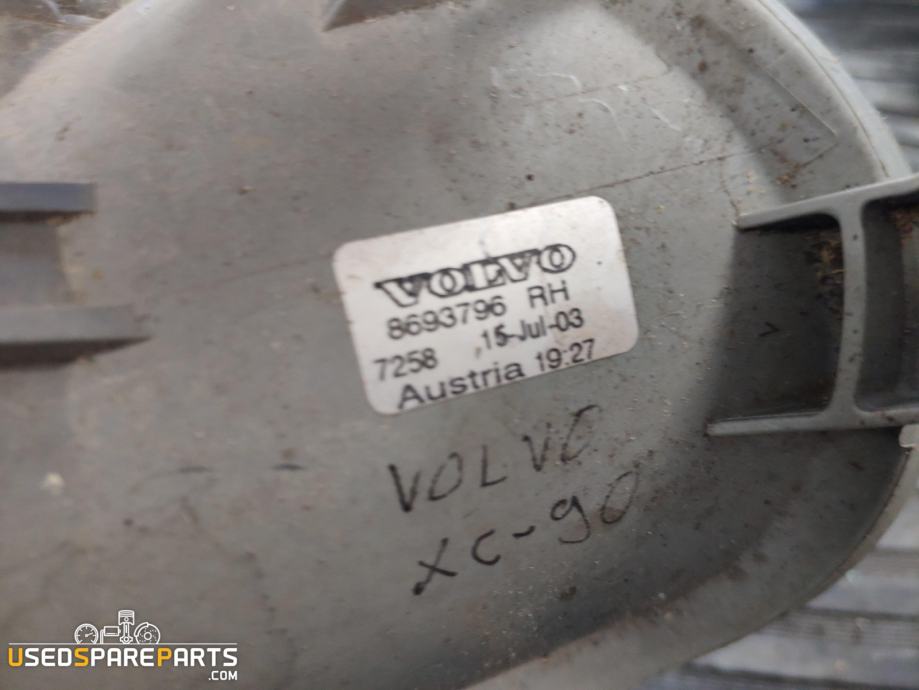 VOLVO
8693796 RH
7258 15-Jul-03
Austria 19:27
VOLVO
XC-90
USEDSPAREPARTS
.COM